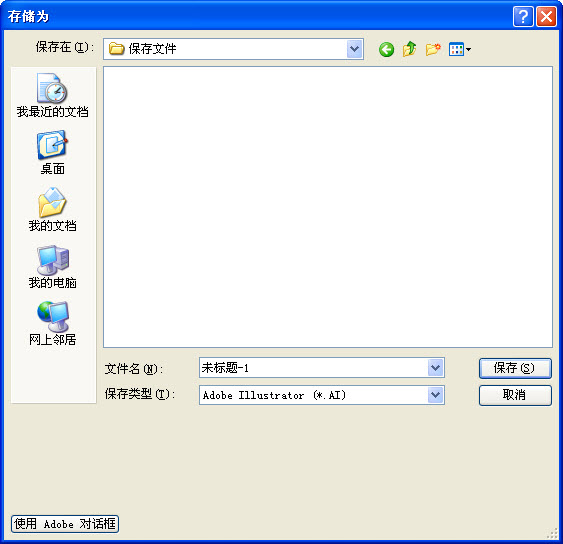 存储为
保存在(I):
保存文件
我最近的文档
桌面
我的文档
我的电脑
网上邻居
文件名(N):
未标题-1
保存(S)
保存类型(T):
Adobe Illustrator (*.AI)
取消
使用 Adobe 对话框